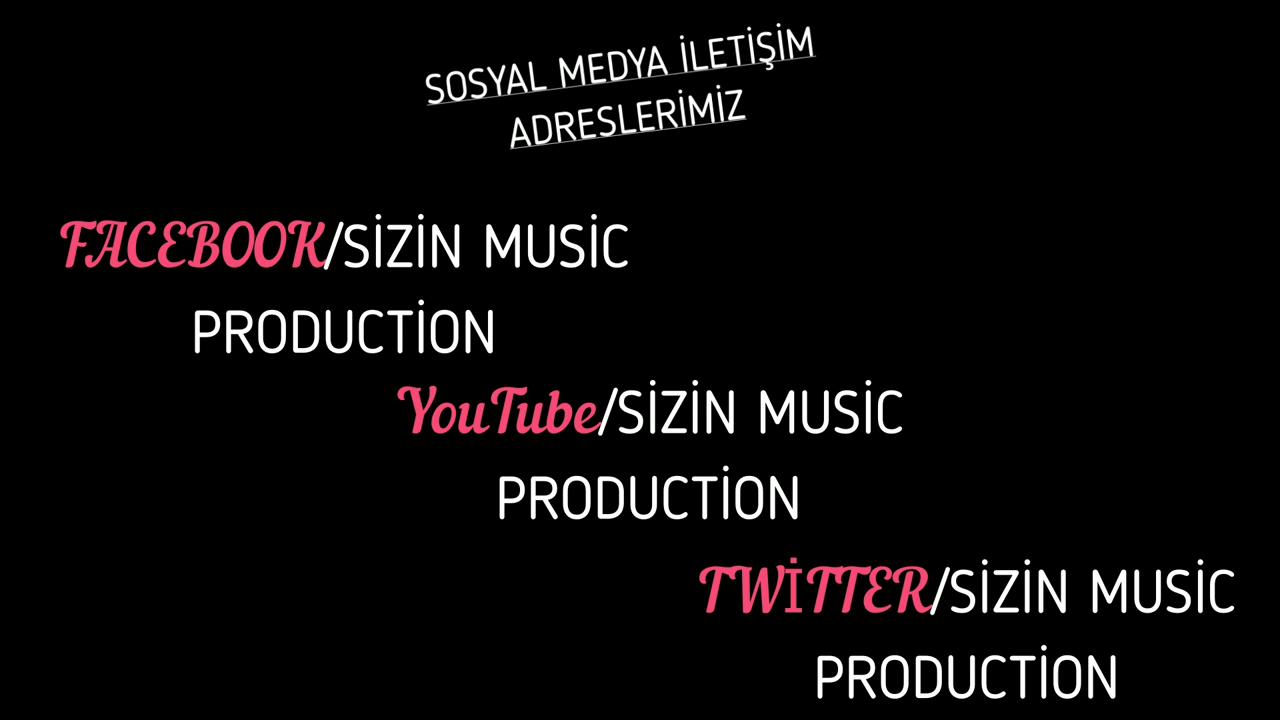 SOSYAL MEDYA İLETİŞİM
ADRESLERİMİZ
FACEBOOK/SİZİN MUSİC
PRODUCTİON
YouTube/SİZİN MUSİC
PRODUCTİON
TWİTTER/SİZİN MUSİC
PRODUCTİON